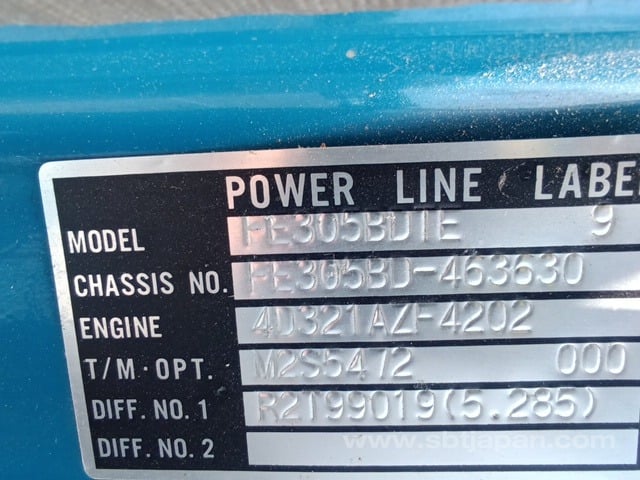 POWER LINE LABE
MODEL FE305BDTE 9
CHASSIS NO. FE305BD-463630
ENGINE 4D321AZF-4202
T/M·OPT. M2S5472 000
DIFF. NO. 1 R2T99019(5.285)
DIFF. NO. 2
www.sbtjapan.com